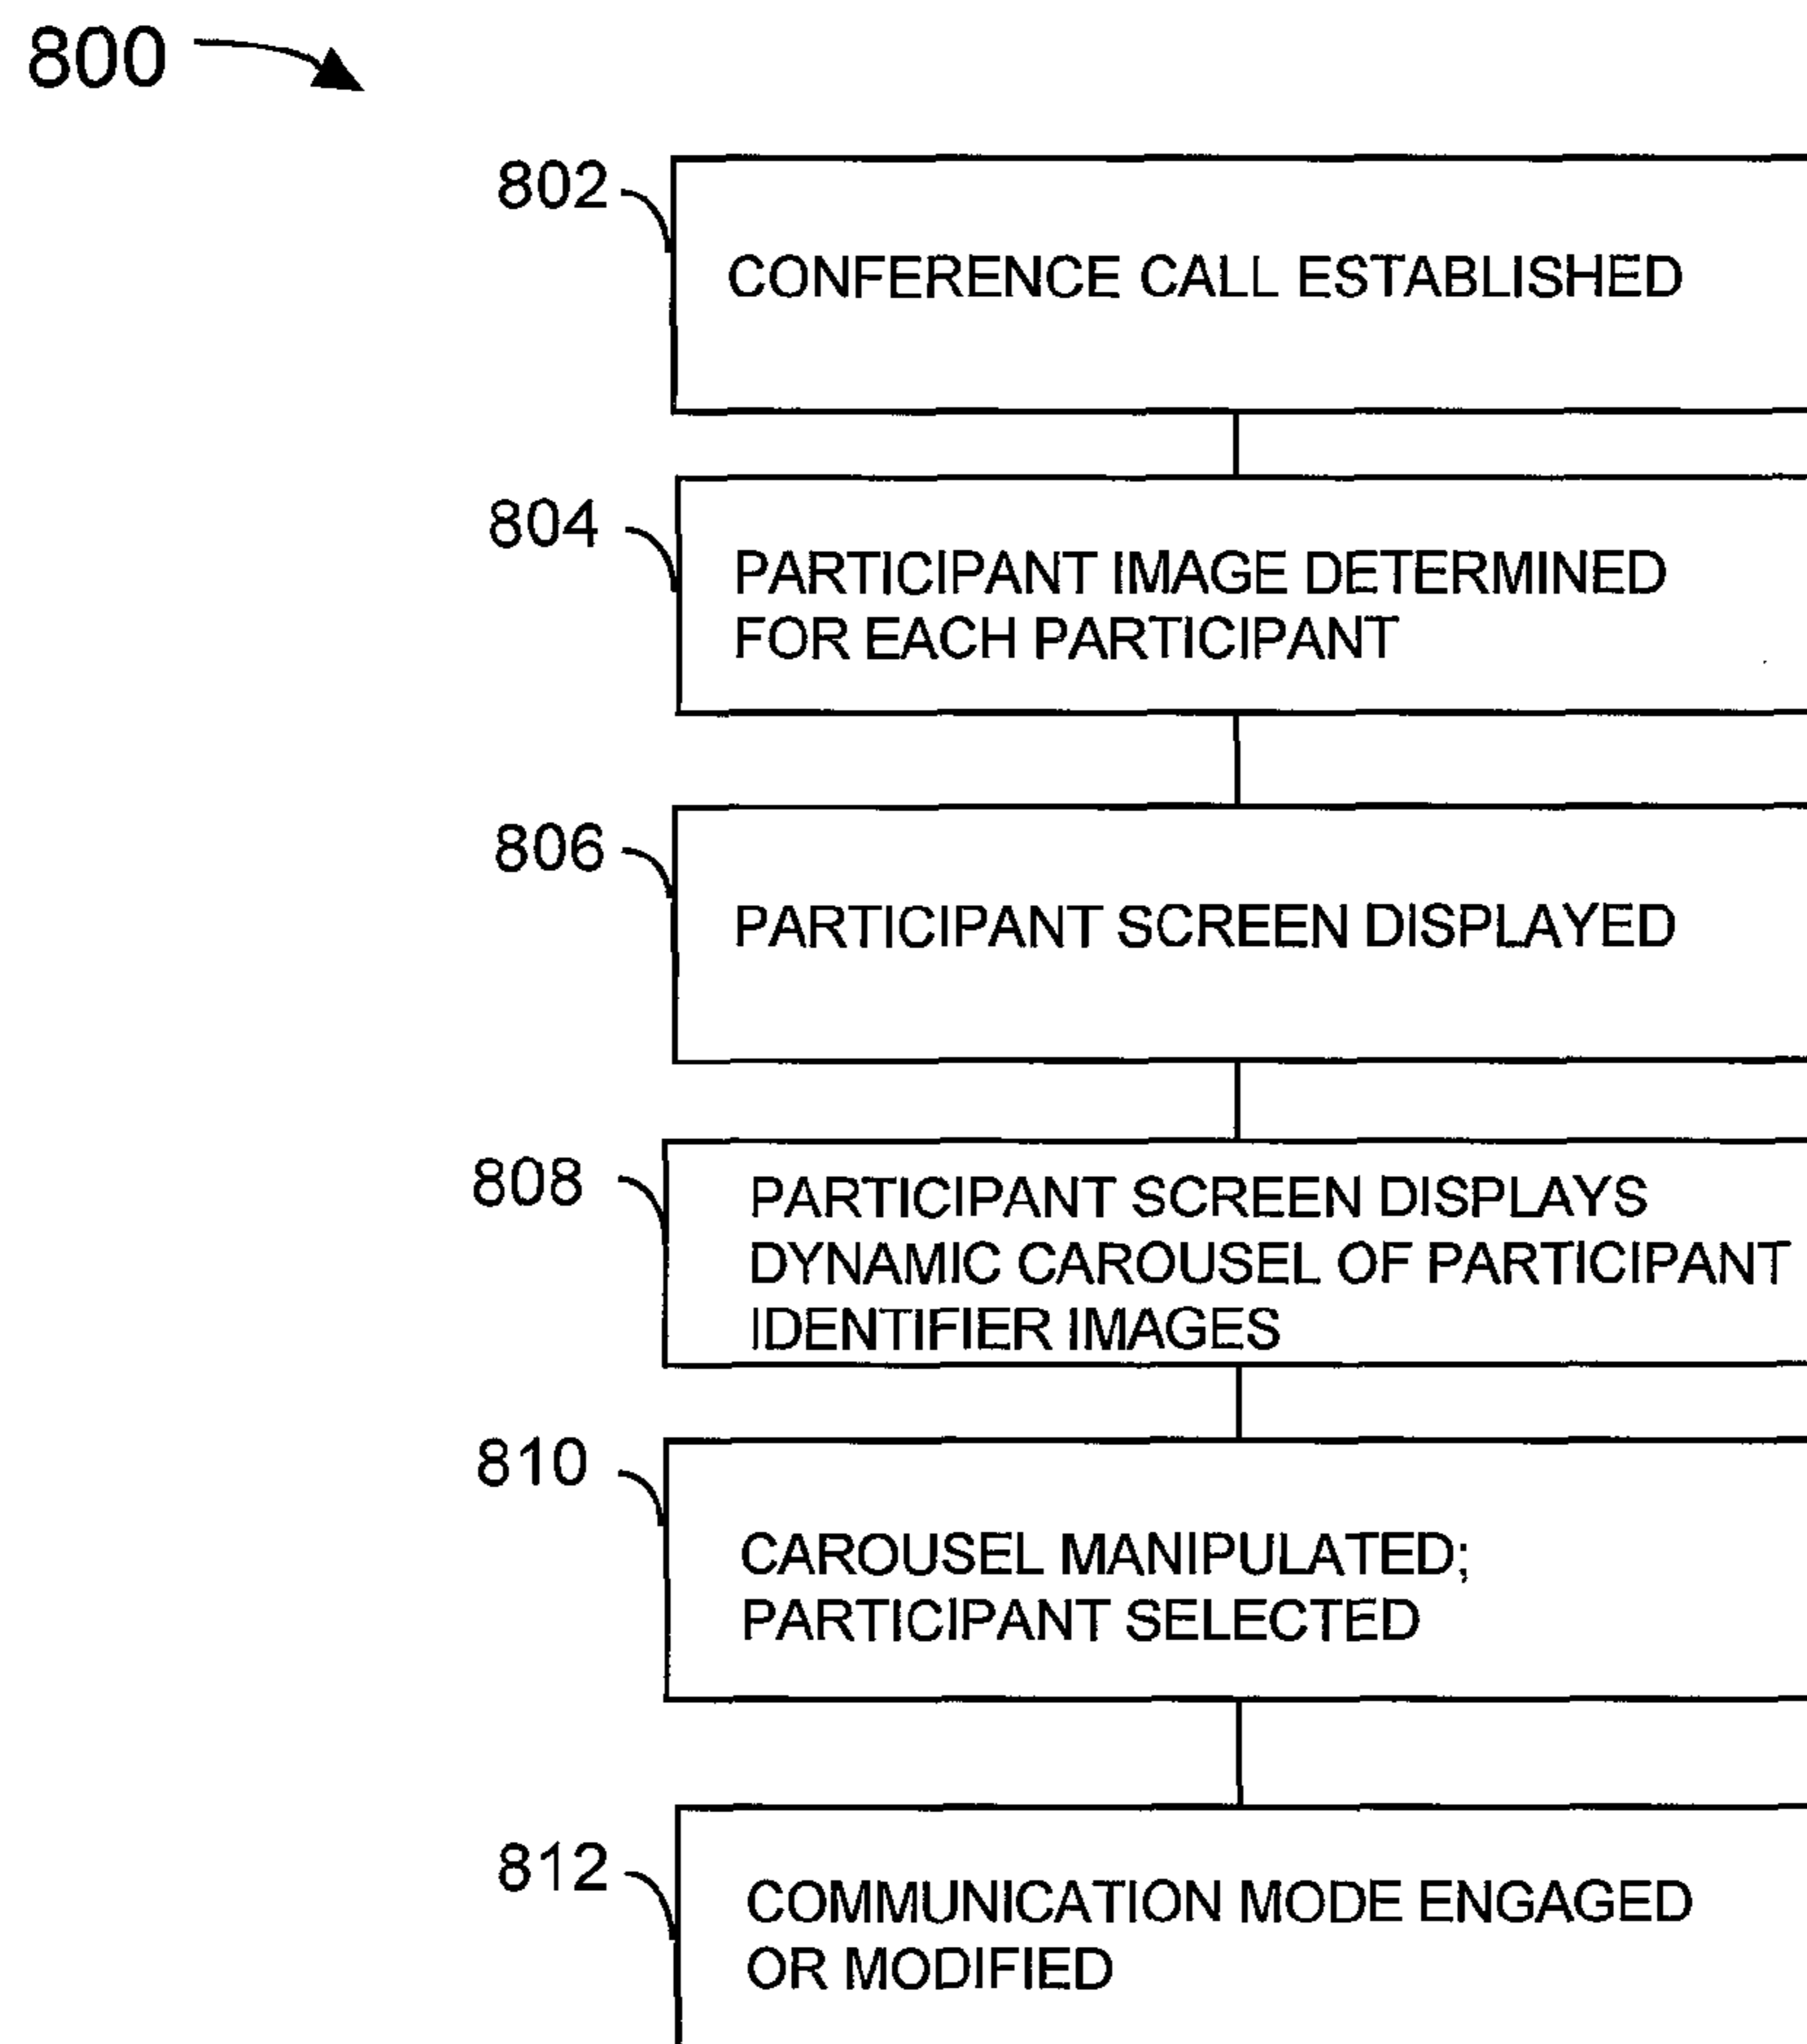 800
802
CONFERENCE CALL ESTABLISHED
804
PARTICIPANT IMAGE DETERMINED
FOR EACH PARTICIPANT
806
PARTICIPANT SCREEN DISPLAYED
808
PARTICIPANT SCREEN DISPLAYS
DYNAMIC CAROUSEL OF PARTICIPANT
IDENTIFIER IMAGES
810
CAROUSEL MANIPULATED;
PARTICIPANT SELECTED
812
COMMUNICATION MODE ENGAGED
OR MODIFIED